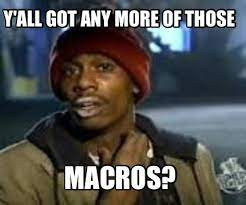 Y'ALL GOT ANY MORE OF THOSE
MACROS?